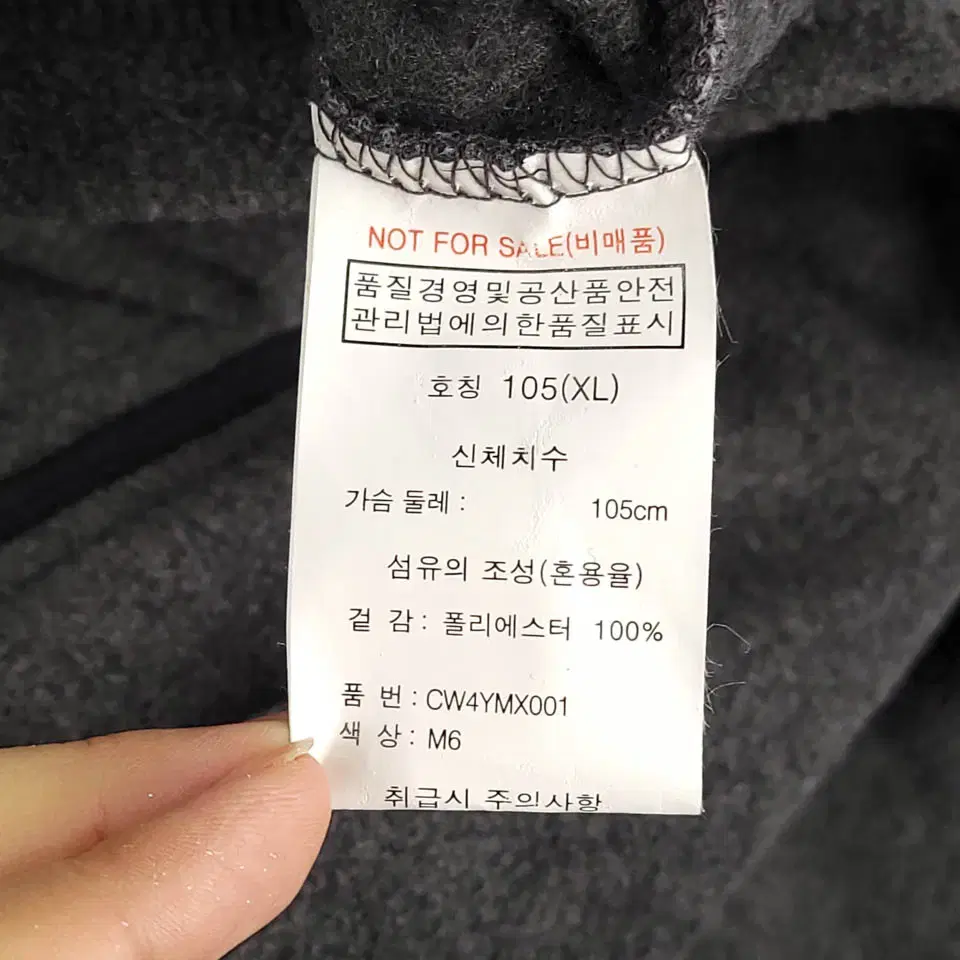 NOT FOR SALE(비매품)
품질경영및공산품안전
관리법에의한품질표시
호칭 105(XL)
신체치수
가슴 둘레 : 105cm
섬유의 조성(혼용율)
겉 감 : 폴리에스터 100%
품 번 : CW4YMX001
색 상 : M6
취급시 주의사항